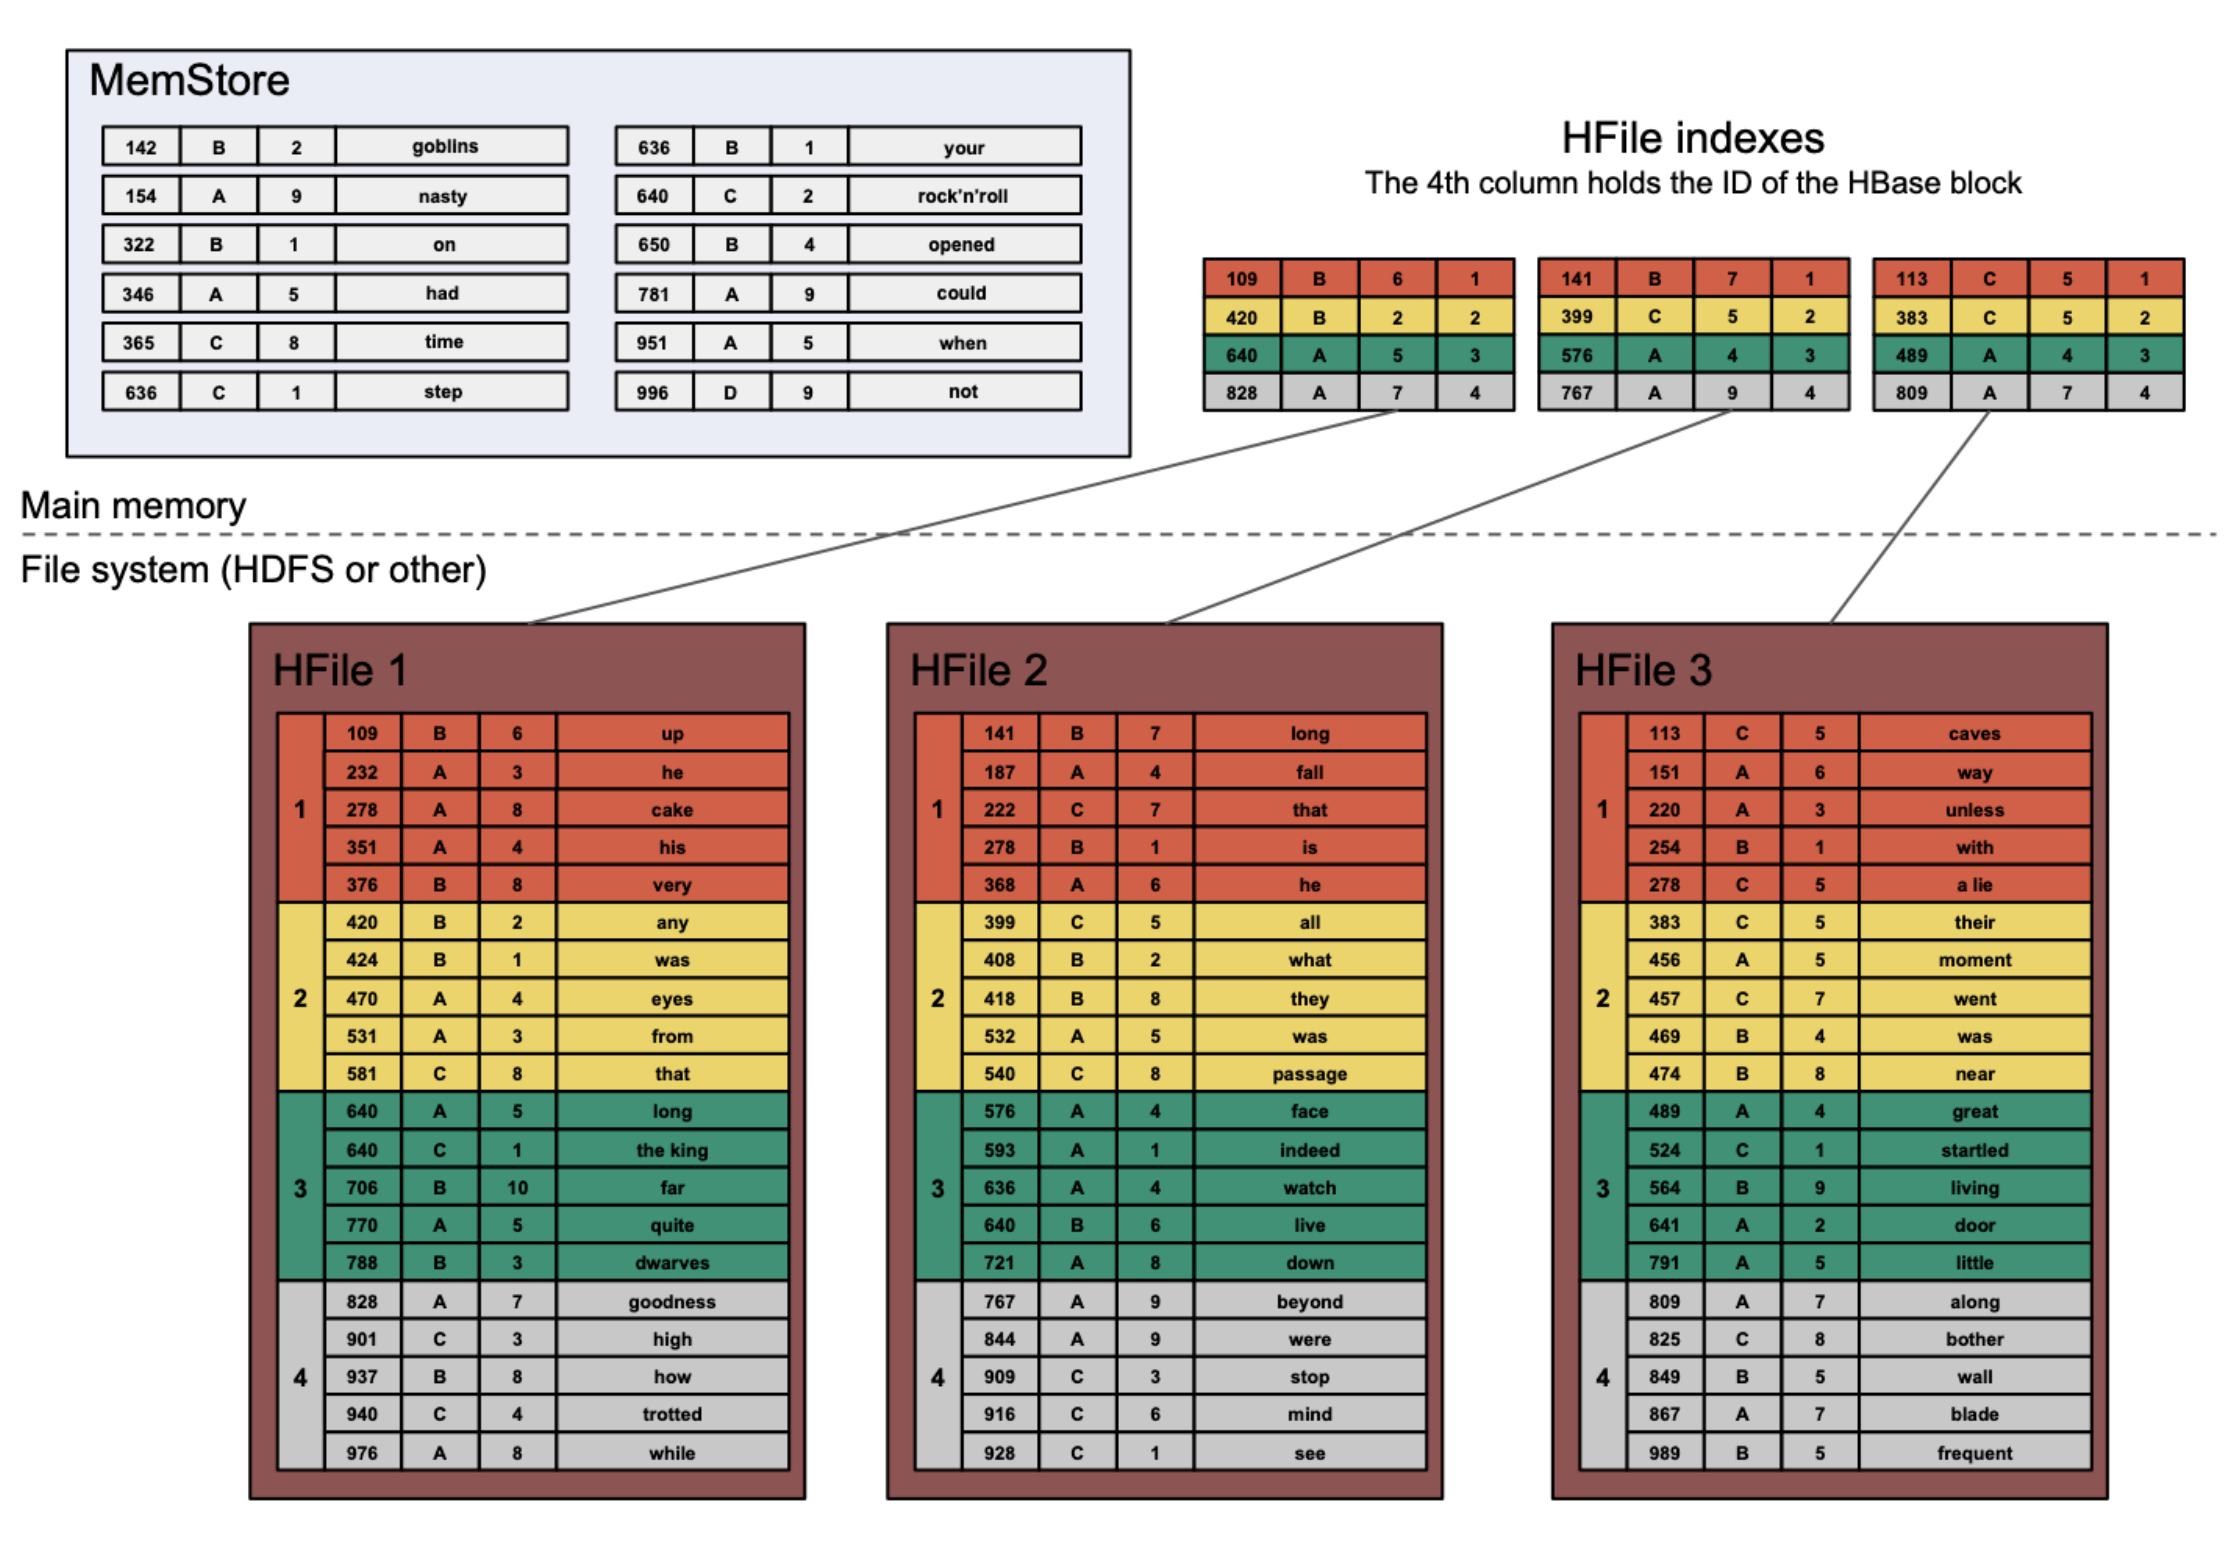 MemStore
142 B 2 goblins
154 A 9 nasty
322 B 1 on
346 A 5 had
365 C 8 time
636 C 1 step
636 B 1 your
640 C 2 rock'n'roll
650 B 4 opened
781 A 9 could
951 A 5 when
996 D 9 not
HFile indexes
The 4th column holds the ID of the HBase block
109 B 6 1
420 B 2 2
640 A 5 3
828 A 7 4
141 B 7 1
399 C 5 2
576 A 4 3
767 A 9 4
113 C 5 1
383 C 5 2
489 A 4 3
809 A 7 4
Main memory
File system (HDFS or other)
HFile 1
1
109 B 6 up
232 A 3 he
278 A 8 cake
351 A 4 his
376 B 8 very
2
420 B 2 any
424 B 1 was
470 A 4 eyes
531 A 3 from
581 C 8 that
3
640 A 5 long
640 C 1 the king
706 B 10 far
770 A 5 quite
788 B 3 dwarves
4
828 A 7 goodness
901 C 3 high
937 B 8 how
940 C 4 trotted
976 A 8 while
HFile 2
1
141 B 7 long
187 A 4 fall
222 C 7 that
278 B 1 is
368 A 6 he
2
399 C 5 all
408 B 2 what
418 B 8 they
532 A 5 was
540 C 8 passage
3
576 A 4 face
593 A 1 indeed
636 A 4 watch
640 B 6 live
721 A 8 down
4
767 A 9 beyond
844 A 9 were
909 C 3 stop
916 C 6 mind
928 C 1 see
HFile 3
1
113 C 5 caves
151 A 6 way
220 A 3 unless
254 B 1 with
278 C 5 a lie
2
383 C 5 their
456 A 5 moment
457 C 7 went
469 B 4 was
474 B 8 near
3
489 A 4 great
524 C 1 startled
564 B 9 living
641 A 2 door
791 A 5 little
4
809 A 7 along
825 C 8 bother
849 B 5 wall
867 A 7 blade
989 B 5 frequent